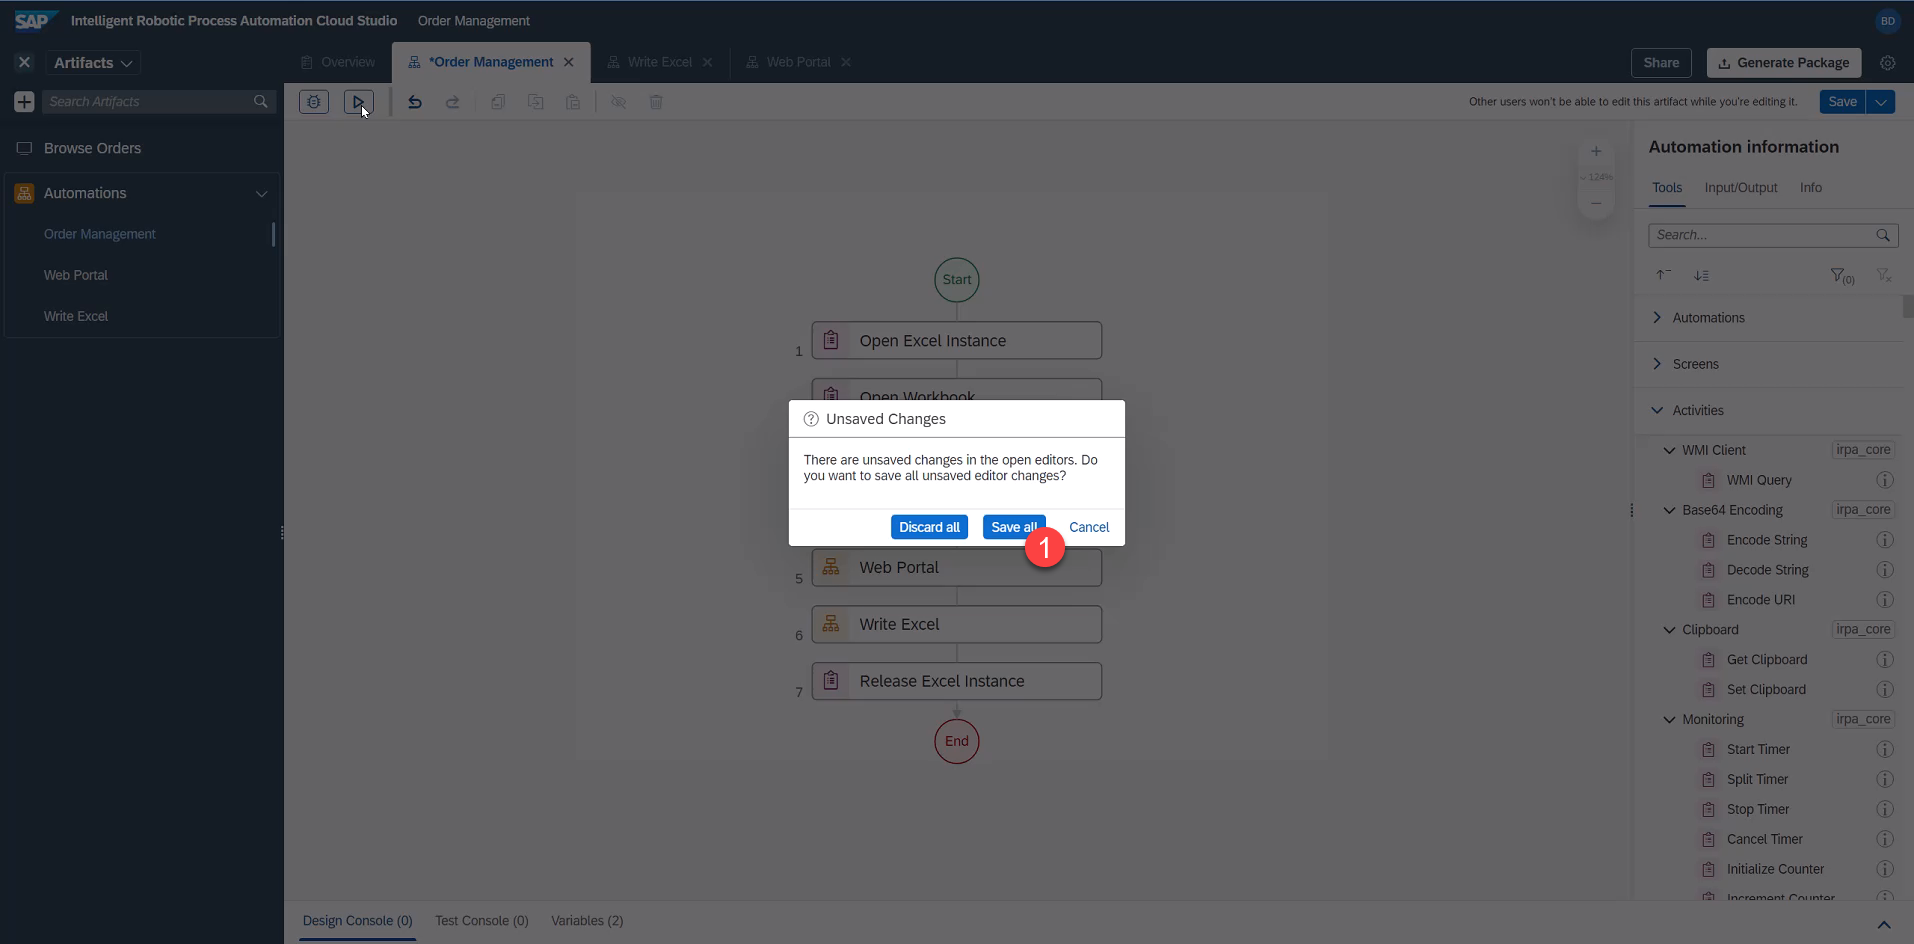 SAP Intelligent Robotic Process Automation Cloud Studio Order Management BD
Artifacts Overview *Order Management Write Excel Web Portal Share Generate Package
Search Artifacts
Other users won't be able to edit this artifact while you're editing it. Save
Browse Orders
Automations
Order Management
Web Portal
Write Excel
124%
Start
1 Open Excel Instance
Open Workbook
Unsaved Changes
There are unsaved changes in the open editors. Do
you want to save all unsaved editor changes?
Discard all Save all Cancel
1
5 Web Portal
6 Write Excel
7 Release Excel Instance
End
Automation information
Tools Input/Output Info
Search...
(0)
Automations
Screens
Activities
WMI Client irpa_core
WMI Query
Base64 Encoding irpa_core
Encode String
Decode String
Encode URI
Clipboard irpa_core
Get Clipboard
Set Clipboard
Monitoring irpa_core
Start Timer
Split Timer
Stop Timer
Cancel Timer
Initialize Counter
Increment Counter
Design Console (0) Test Console (0) Variables (2)